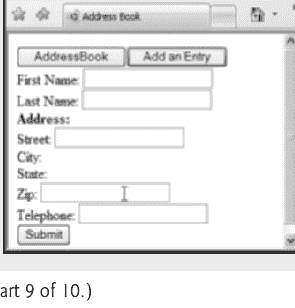 Address Book
AddressBook Add an Entry
First Name:
Last Name:
Address:
Street:
City:
State:
Zip:
Telephone:
Submit
art 9 of 10.)